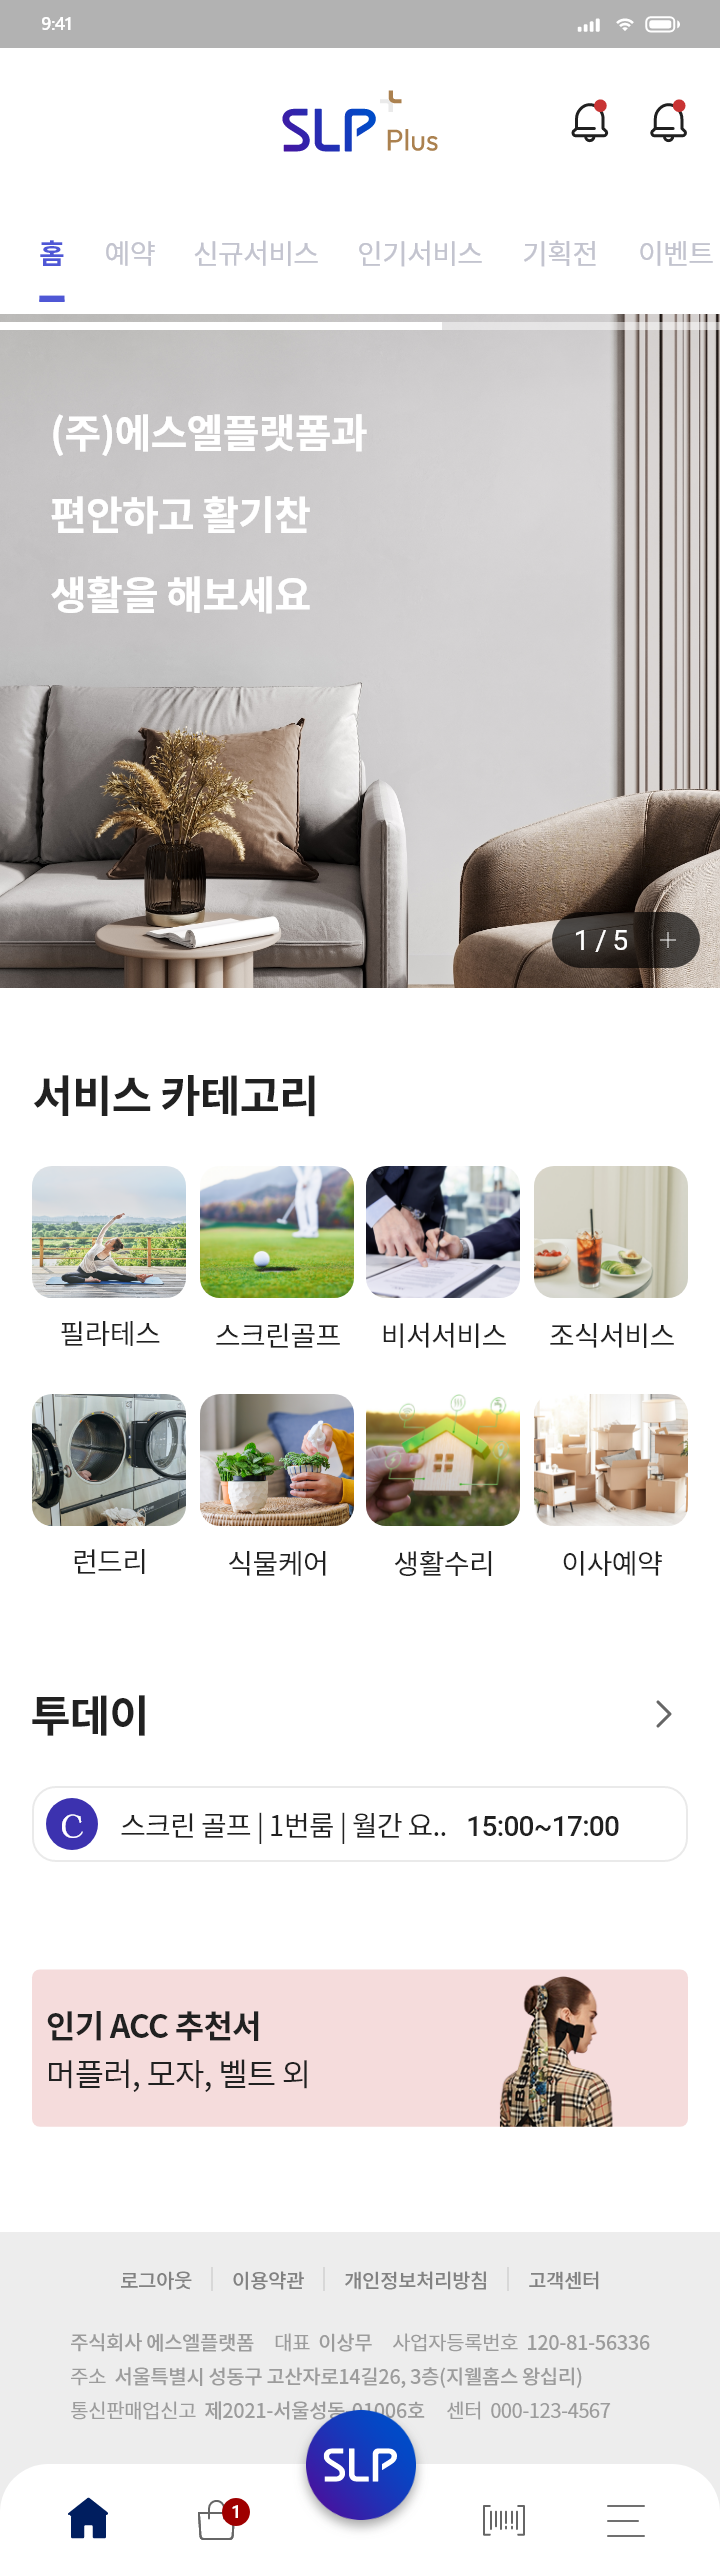 9:41
SLP Plus
홈 예약 신규서비스 인기서비스 기획전 이벤트
(주)에스엘플랫폼과
편안하고 활기찬
생활을 해보세요
1 / 5 +
서비스 카테고리
필라테스 스크린골프 비서서비스 조식서비스
런드리 식물케어 생활수리 이사예약
투데이
C 스크린 골프 | 1번룸 | 월간 요.. 15:00~17:00
인기 ACC 추천서
머플러, 모자, 벨트 외
로그아웃 이용약관 개인정보처리방침 고객센터
주식회사 에스엘플랫폼 대표 이상무 사업자등록번호 120-81-56336
주소 서울특별시 성동구 고산자로14길26, 3층(지웰홈스 왕십리)
통신판매업신고 제2021-서울성동-01006호 센터 000-123-4567
SLP
1